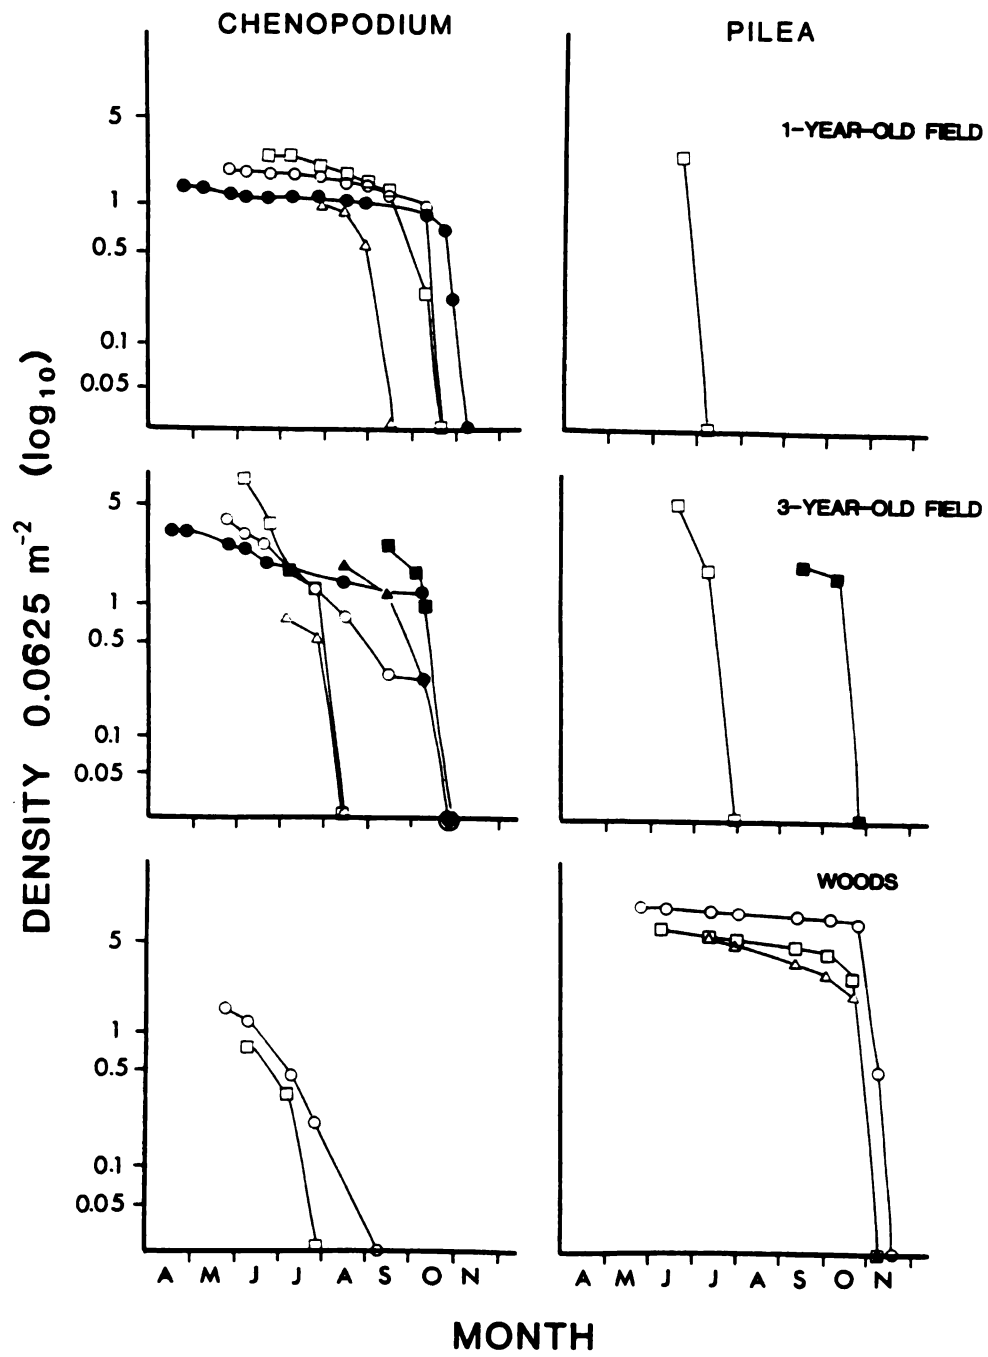 CHENOPODIUM
PILEA
1-YEAR-OLD FIELD
5
1
0.5
0.1
0.05
3-YEAR-OLD FIELD
5
1
0.5
0.1
0.05
WOODS
5
1
0.5
0.1
0.05
DENSITY 0.0625 m⁻² (log₁₀)
A M J J A S O N
A M J J A S O N
MONTH